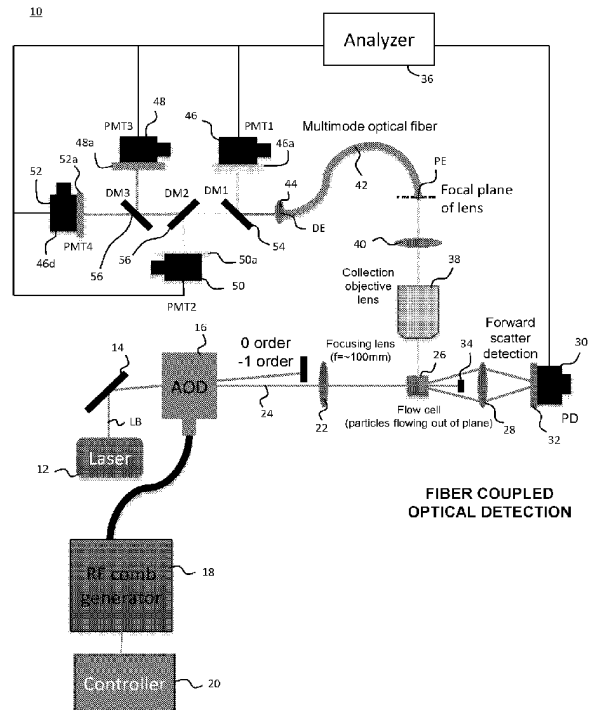 10
Analyzer
36
PMT3
48
48a
46
PMT1
46a
Multimode optical fiber
42
PE
Focal plane
of lens
52
52a
DM3
DM2
DM1
44
DE
46d
PMT4
56
56
54
50a
50
PMT2
40
Collection
objective
lens
38
14
16
AOD
0 order
-1 order
24
Focusing lens
(f=~100mm)
22
26
34
Forward
scatter
detection
30
Flow cell
(particles flowing out of plane)
28
32
PD
LB
12
Laser
FIBER COUPLED
OPTICAL DETECTION
RF comb
generator
18
Controller
20